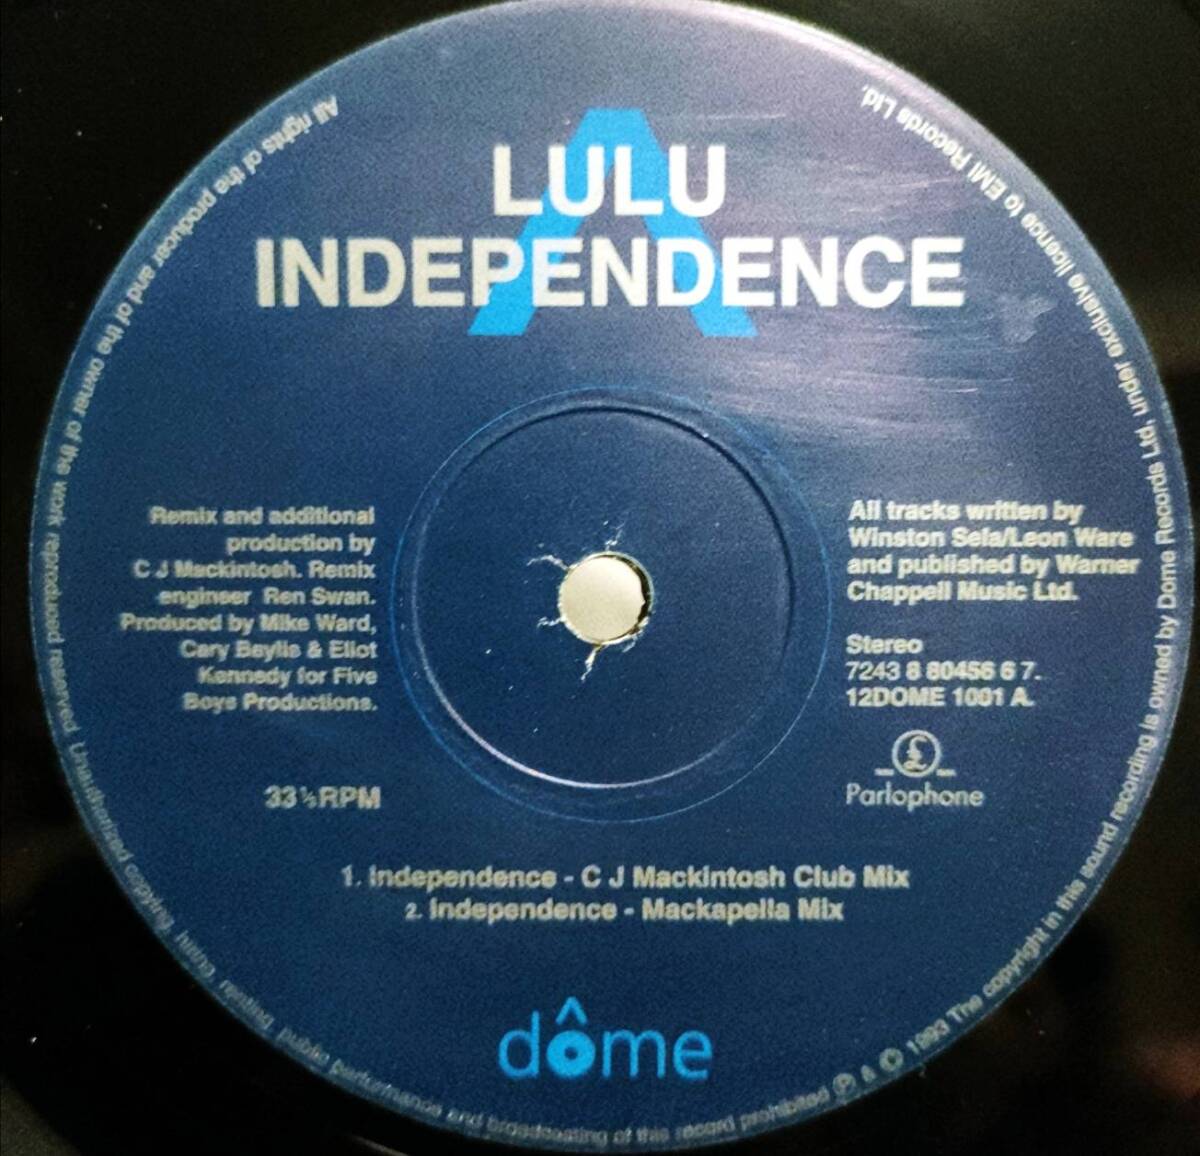 LULU
INDEPENDENCE
A
Remix and additional
production by
C J Mackintosh. Remix
engineer Ren Swan.
Produced by Mike Ward,
Cary Baylis & Eliot
Kennedy for Five
Boys Productions.
33⅓RPM
All tracks written by
Winston Sela/Leon Ware
and published by Warner
Chappell Music Ltd.
Stereo
7243 8 80456 6 7.
12DOME 1001 A.
£
Parlophone
1. Independence - C J Mackintosh Club Mix
2. Independence - Mackapella Mix
dôme
All rights of the producer and of the owner of the work reproduced reserved. Unauthorised copying, hiring, renting, public performance and broadcasting of this record prohibited ℗ & © 1993 The copyright in this sound recording is owned by Dome Records Ltd, under exclusive licence to EMI Records Ltd.